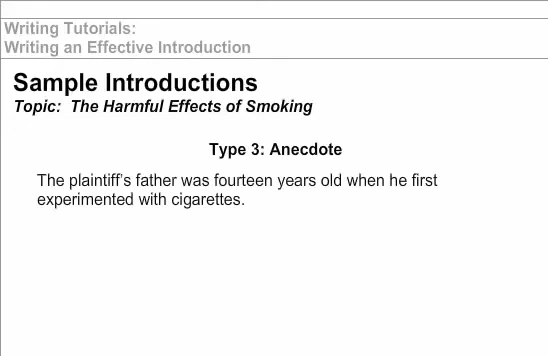 Writing Tutorials:
Writing an Effective Introduction
Sample Introductions
Topic:  The Harmful Effects of Smoking
Type 3: Anecdote
The plaintiff’s father was fourteen years old when he first
experimented with cigarettes.